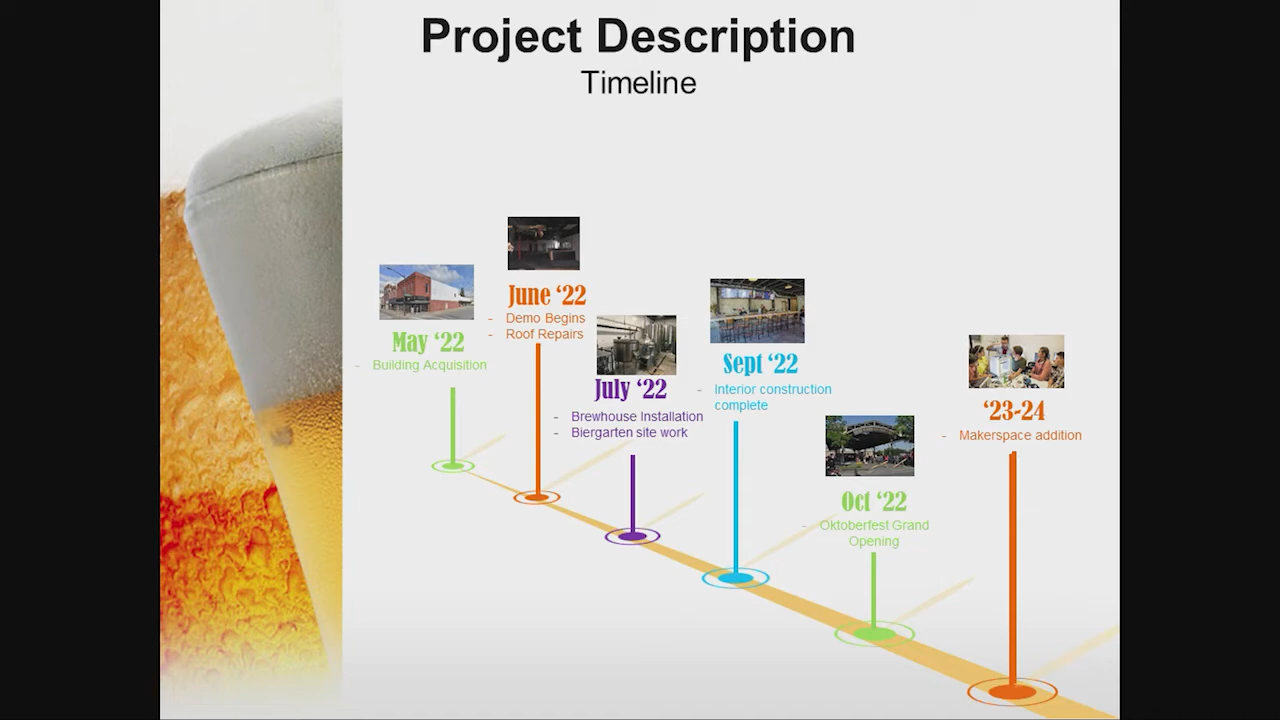 Project Description
Timeline
May ‘22
- Building Acquisition
June ‘22
- Demo Begins
- Roof Repairs
July ‘22
- Brewhouse Installation
- Biergarten site work
Sept ‘22
- Interior construction
complete
Oct ‘22
- Oktoberfest Grand
Opening
‘23-24
- Makerspace addition